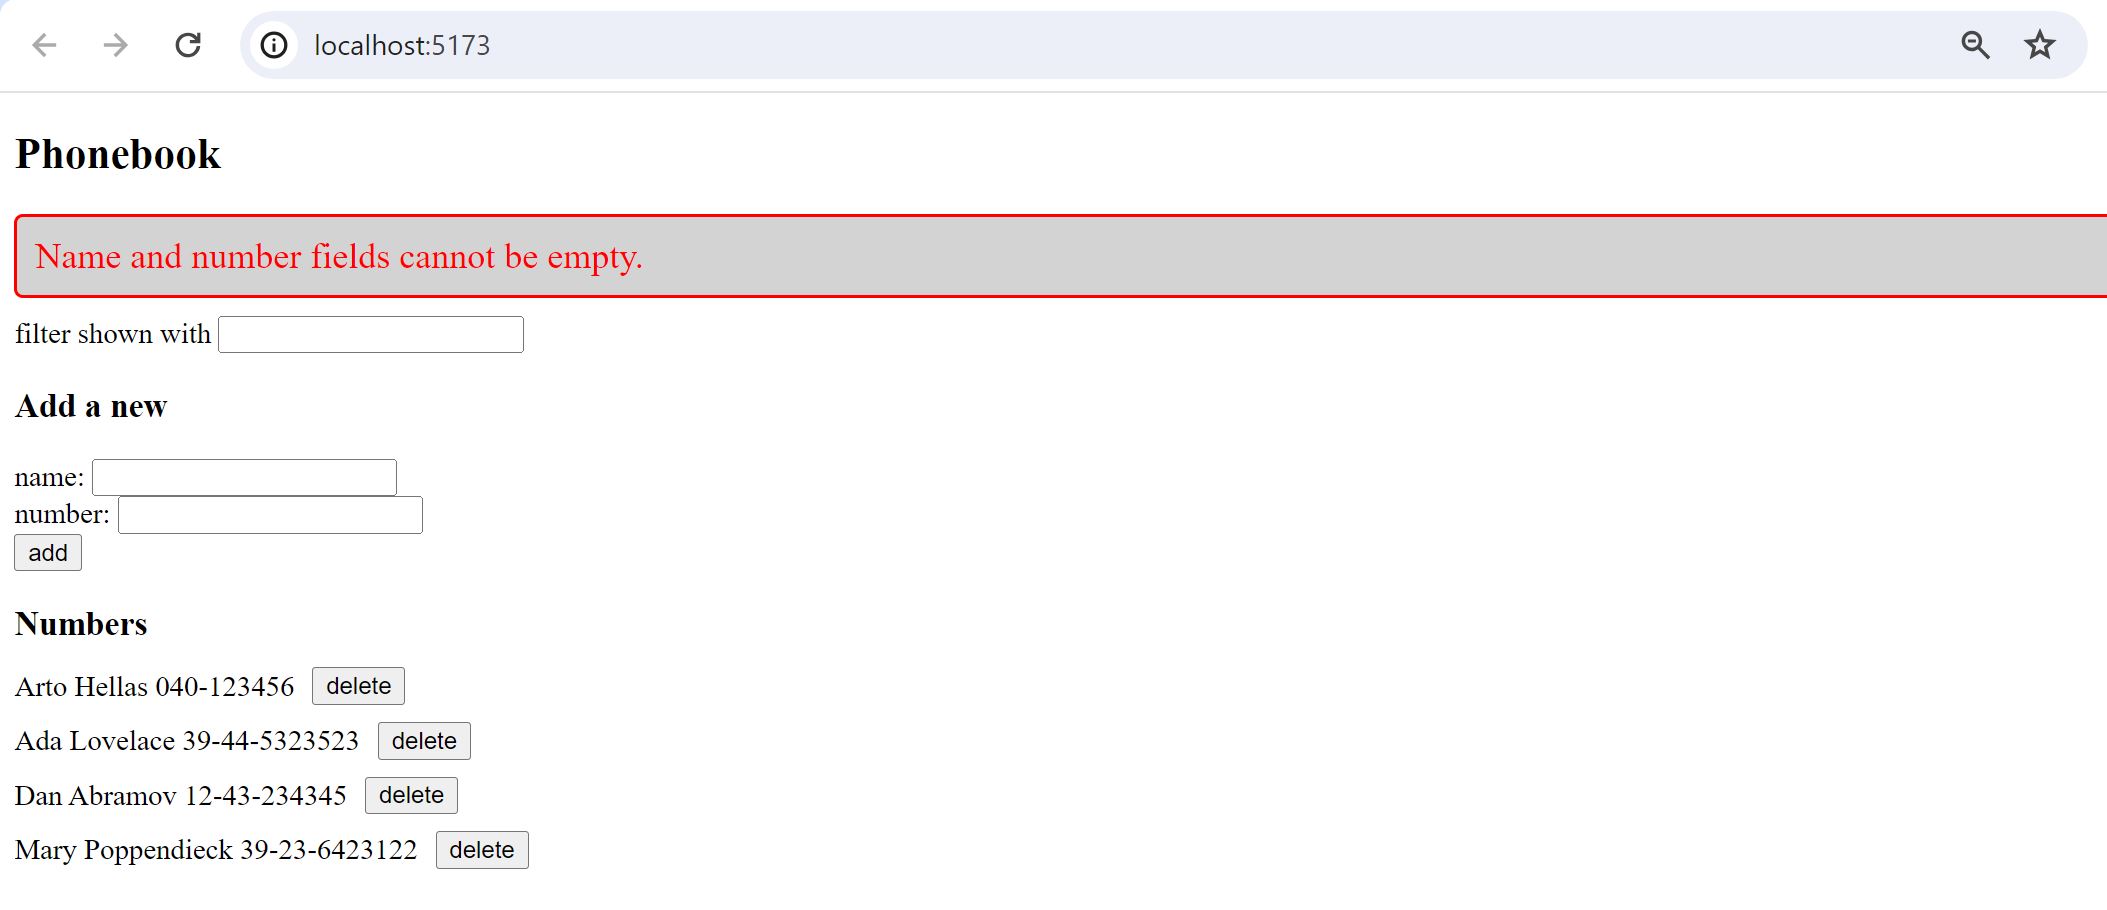 localhost:5173
Phonebook
Name and number fields cannot be empty.
filter shown with
Add a new
name:
number:
add
Numbers
Arto Hellas 040-123456 delete
Ada Lovelace 39-44-5323523 delete
Dan Abramov 12-43-234345 delete
Mary Poppendieck 39-23-6423122 delete